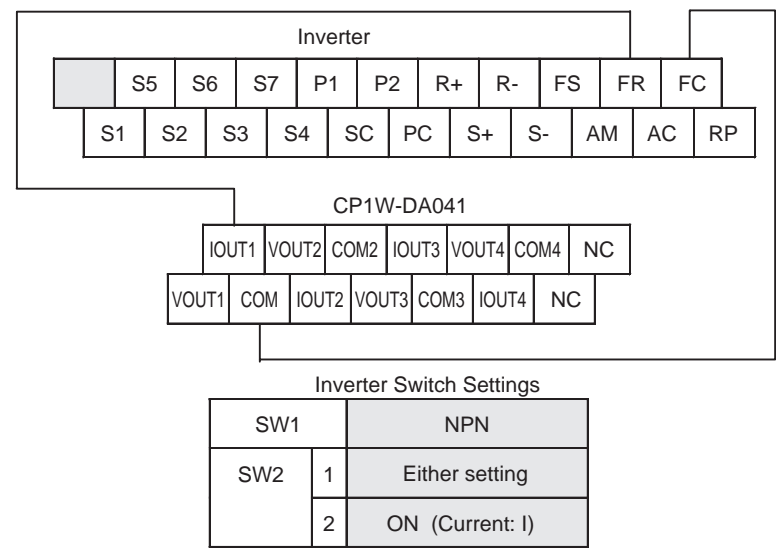 Inverter
S5 S6 S7 P1 P2 R+ R- FS FR FC
S1 S2 S3 S4 SC PC S+ S- AM AC RP
CP1W-DA041
IOUT1 VOUT2 COM2 IOUT3 VOUT4 COM4 NC
VOUT1 COM IOUT2 VOUT3 COM3 IOUT4 NC
Inverter Switch Settings
SW1 NPN
SW2 1 Either setting
2 ON (Current: I)